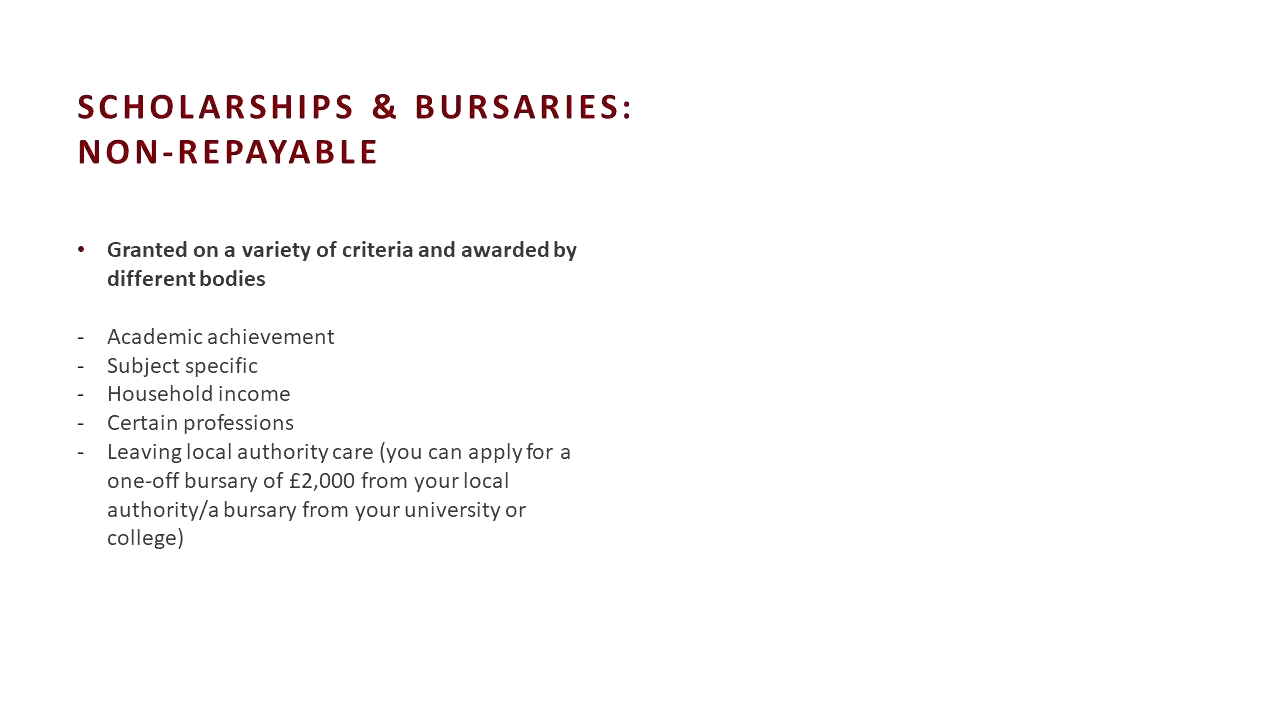 SCHOLARSHIPS & BURSARIES:
NON-REPAYABLE
• Granted on a variety of criteria and awarded by
different bodies
- Academic achievement
- Subject specific
- Household income
- Certain professions
- Leaving local authority care (you can apply for a
one-off bursary of £2,000 from your local
authority/a bursary from your university or
college)